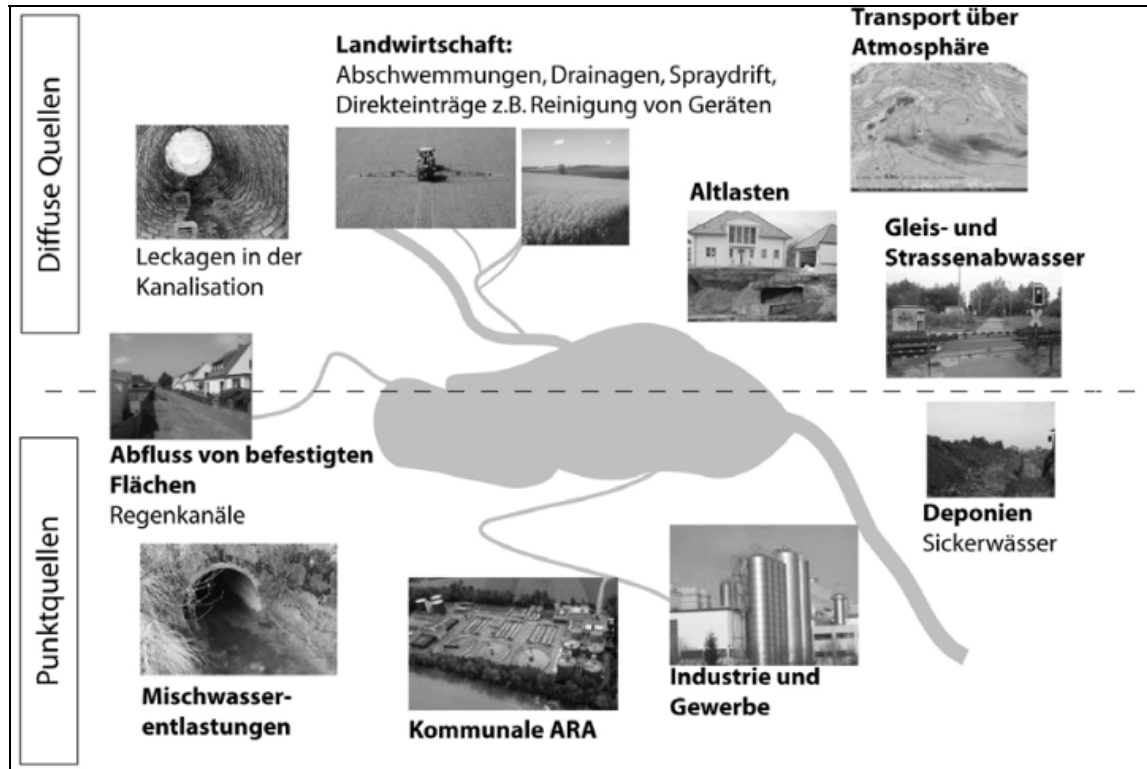 Diffuse Quellen
Landwirtschaft:
Abschwemmungen, Drainagen, Spraydrift,
Direkteinträge z.B. Reinigung von Geräten
Transport über
Atmosphäre
Leckagen in der
Kanalisation
Altlasten
Gleis- und
Strassenabwasser
Punktquellen
Abfluss von befestigten
Flächen
Regenkanäle
Deponien
Sickerwässer
Mischwasser-
entlastungen
Kommunale ARA
Industrie und
Gewerbe